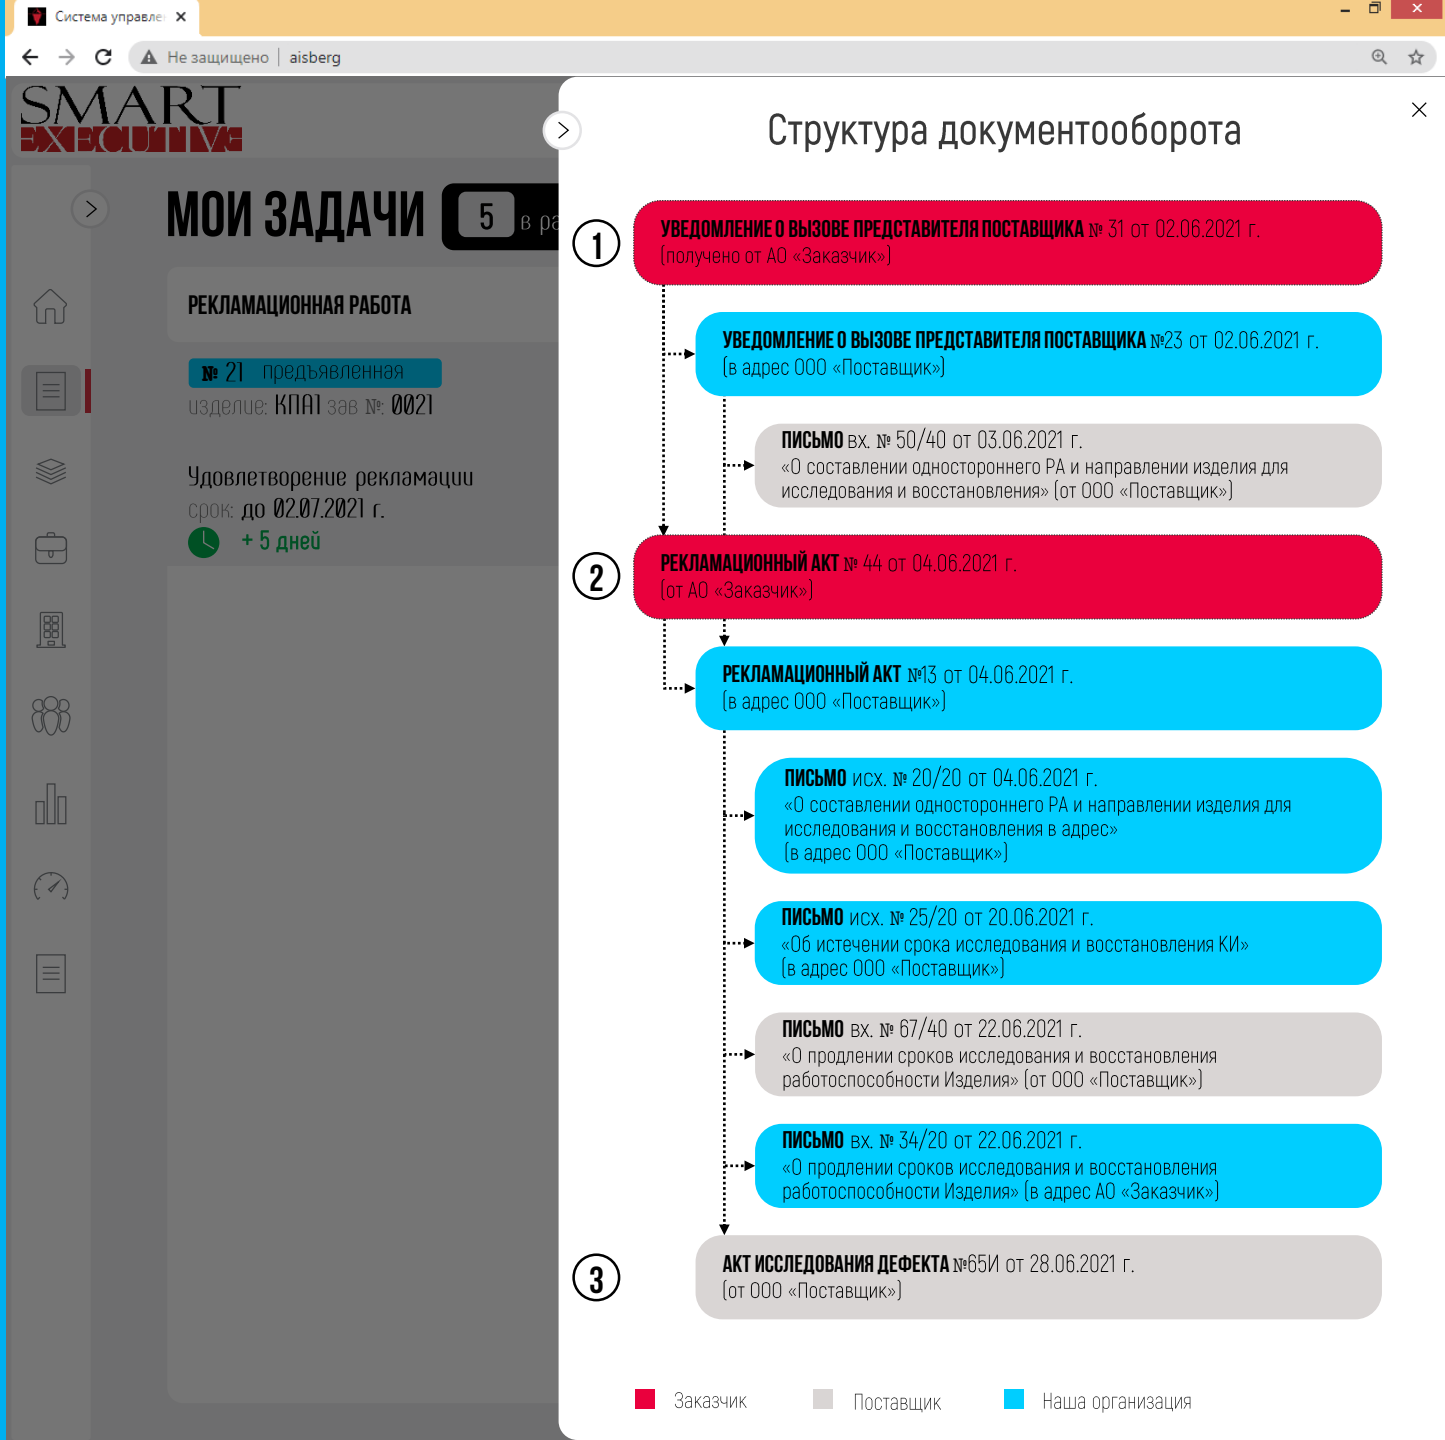 Система управле
Не защищено aisberg
SMART
EXECUTIVE
МОИ ЗАДАЧИ 5 в ра
РЕКЛАМАЦИОННАЯ РАБОТА
№ 21 предъявленная
изделие: КПА1 зав №: 0021
Удовлетворение рекламации
срок: до 02.07.2021 г.
+ 5 дней
Структура документооборота
1
УВЕДОМЛЕНИЕ О ВЫЗОВЕ ПРЕДСТАВИТЕЛЯ ПОСТАВЩИКА № 31 от 02.06.2021 г.
(получено от АО «Заказчик»)
УВЕДОМЛЕНИЕ О ВЫЗОВЕ ПРЕДСТАВИТЕЛЯ ПОСТАВЩИКА №23 от 02.06.2021 г.
(в адрес ООО «Поставщик»)
ПИСЬМО вх. № 50/40 от 03.06.2021 г.
«О составлении одностороннего РА и направлении изделия для
исследования и восстановления» (от ООО «Поставщик»)
2
РЕКЛАМАЦИОННЫЙ АКТ № 44 от 04.06.2021 г.
(от АО «Заказчик»)
РЕКЛАМАЦИОННЫЙ АКТ №13 от 04.06.2021 г.
(в адрес ООО «Поставщик»)
ПИСЬМО исх. № 20/20 от 04.06.2021 г.
«О составлении одностороннего РА и направлении изделия для
исследования и восстановления в адрес»
(в адрес ООО «Поставщик»)
ПИСЬМО исх. № 25/20 от 20.06.2021 г.
«Об истечении срока исследования и восстановления КИ»
(в адрес ООО «Поставщик»)
ПИСЬМО вх. № 67/40 от 22.06.2021 г.
«О продлении сроков исследования и восстановления
работоспособности Изделия» (от ООО «Поставщик»)
ПИСЬМО вх. № 34/20 от 22.06.2021 г.
«О продлении сроков исследования и восстановления
работоспособности Изделия» (в адрес АО «Заказчик»)
3
АКТ ИССЛЕДОВАНИЯ ДЕФЕКТА №65И от 28.06.2021 г.
(от ООО «Поставщик»)
Заказчик Поставщик Наша организация